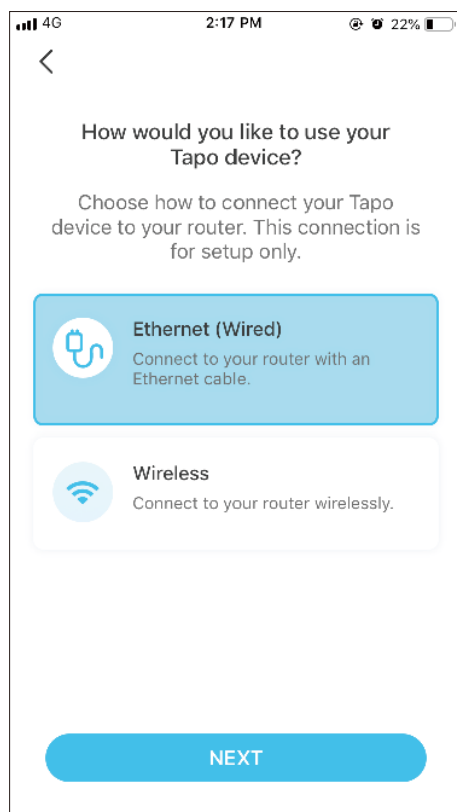 4G 2:17 PM 22%
How would you like to use your
Tapo device?
Choose how to connect your Tapo
device to your router. This connection is
for setup only.
Ethernet (Wired)
Connect to your router with an
Ethernet cable.
Wireless
Connect to your router wirelessly.
NEXT